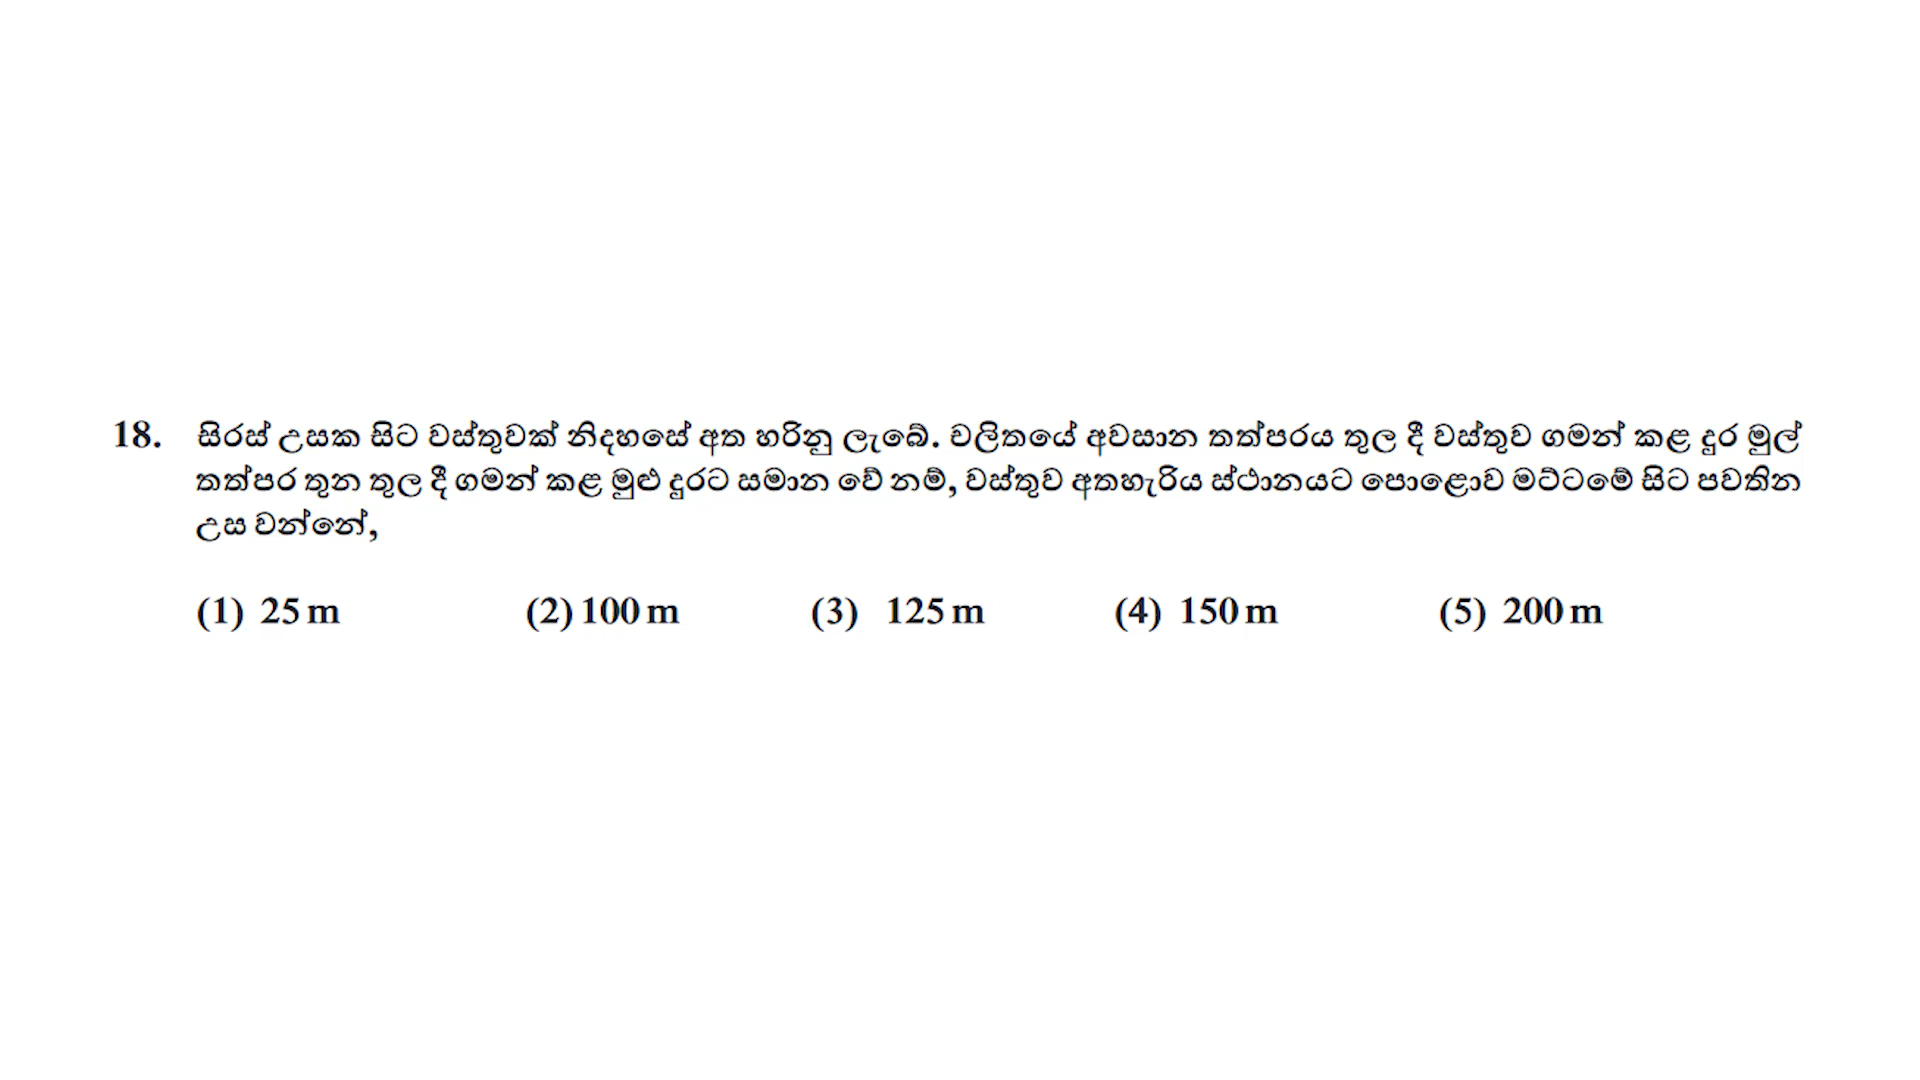 18. සිරස් උසක සිට වස්තුවක් නිදහසේ අත හරිනු ලැබේ. චලිතයේ අවසාන තත්පරය තුල දී වස්තුව ගමන් කළ දුර මුල්
තත්පර තුන තුල දී ගමන් කළ මුළු දුරට සමාන වේ නම්, වස්තුව අතහැරිය ස්ථානයට පොළොව මට්ටමේ සිට පවතින
උස වන්නේ,
(1) 25 m (2) 100 m (3) 125 m (4) 150 m (5) 200 m